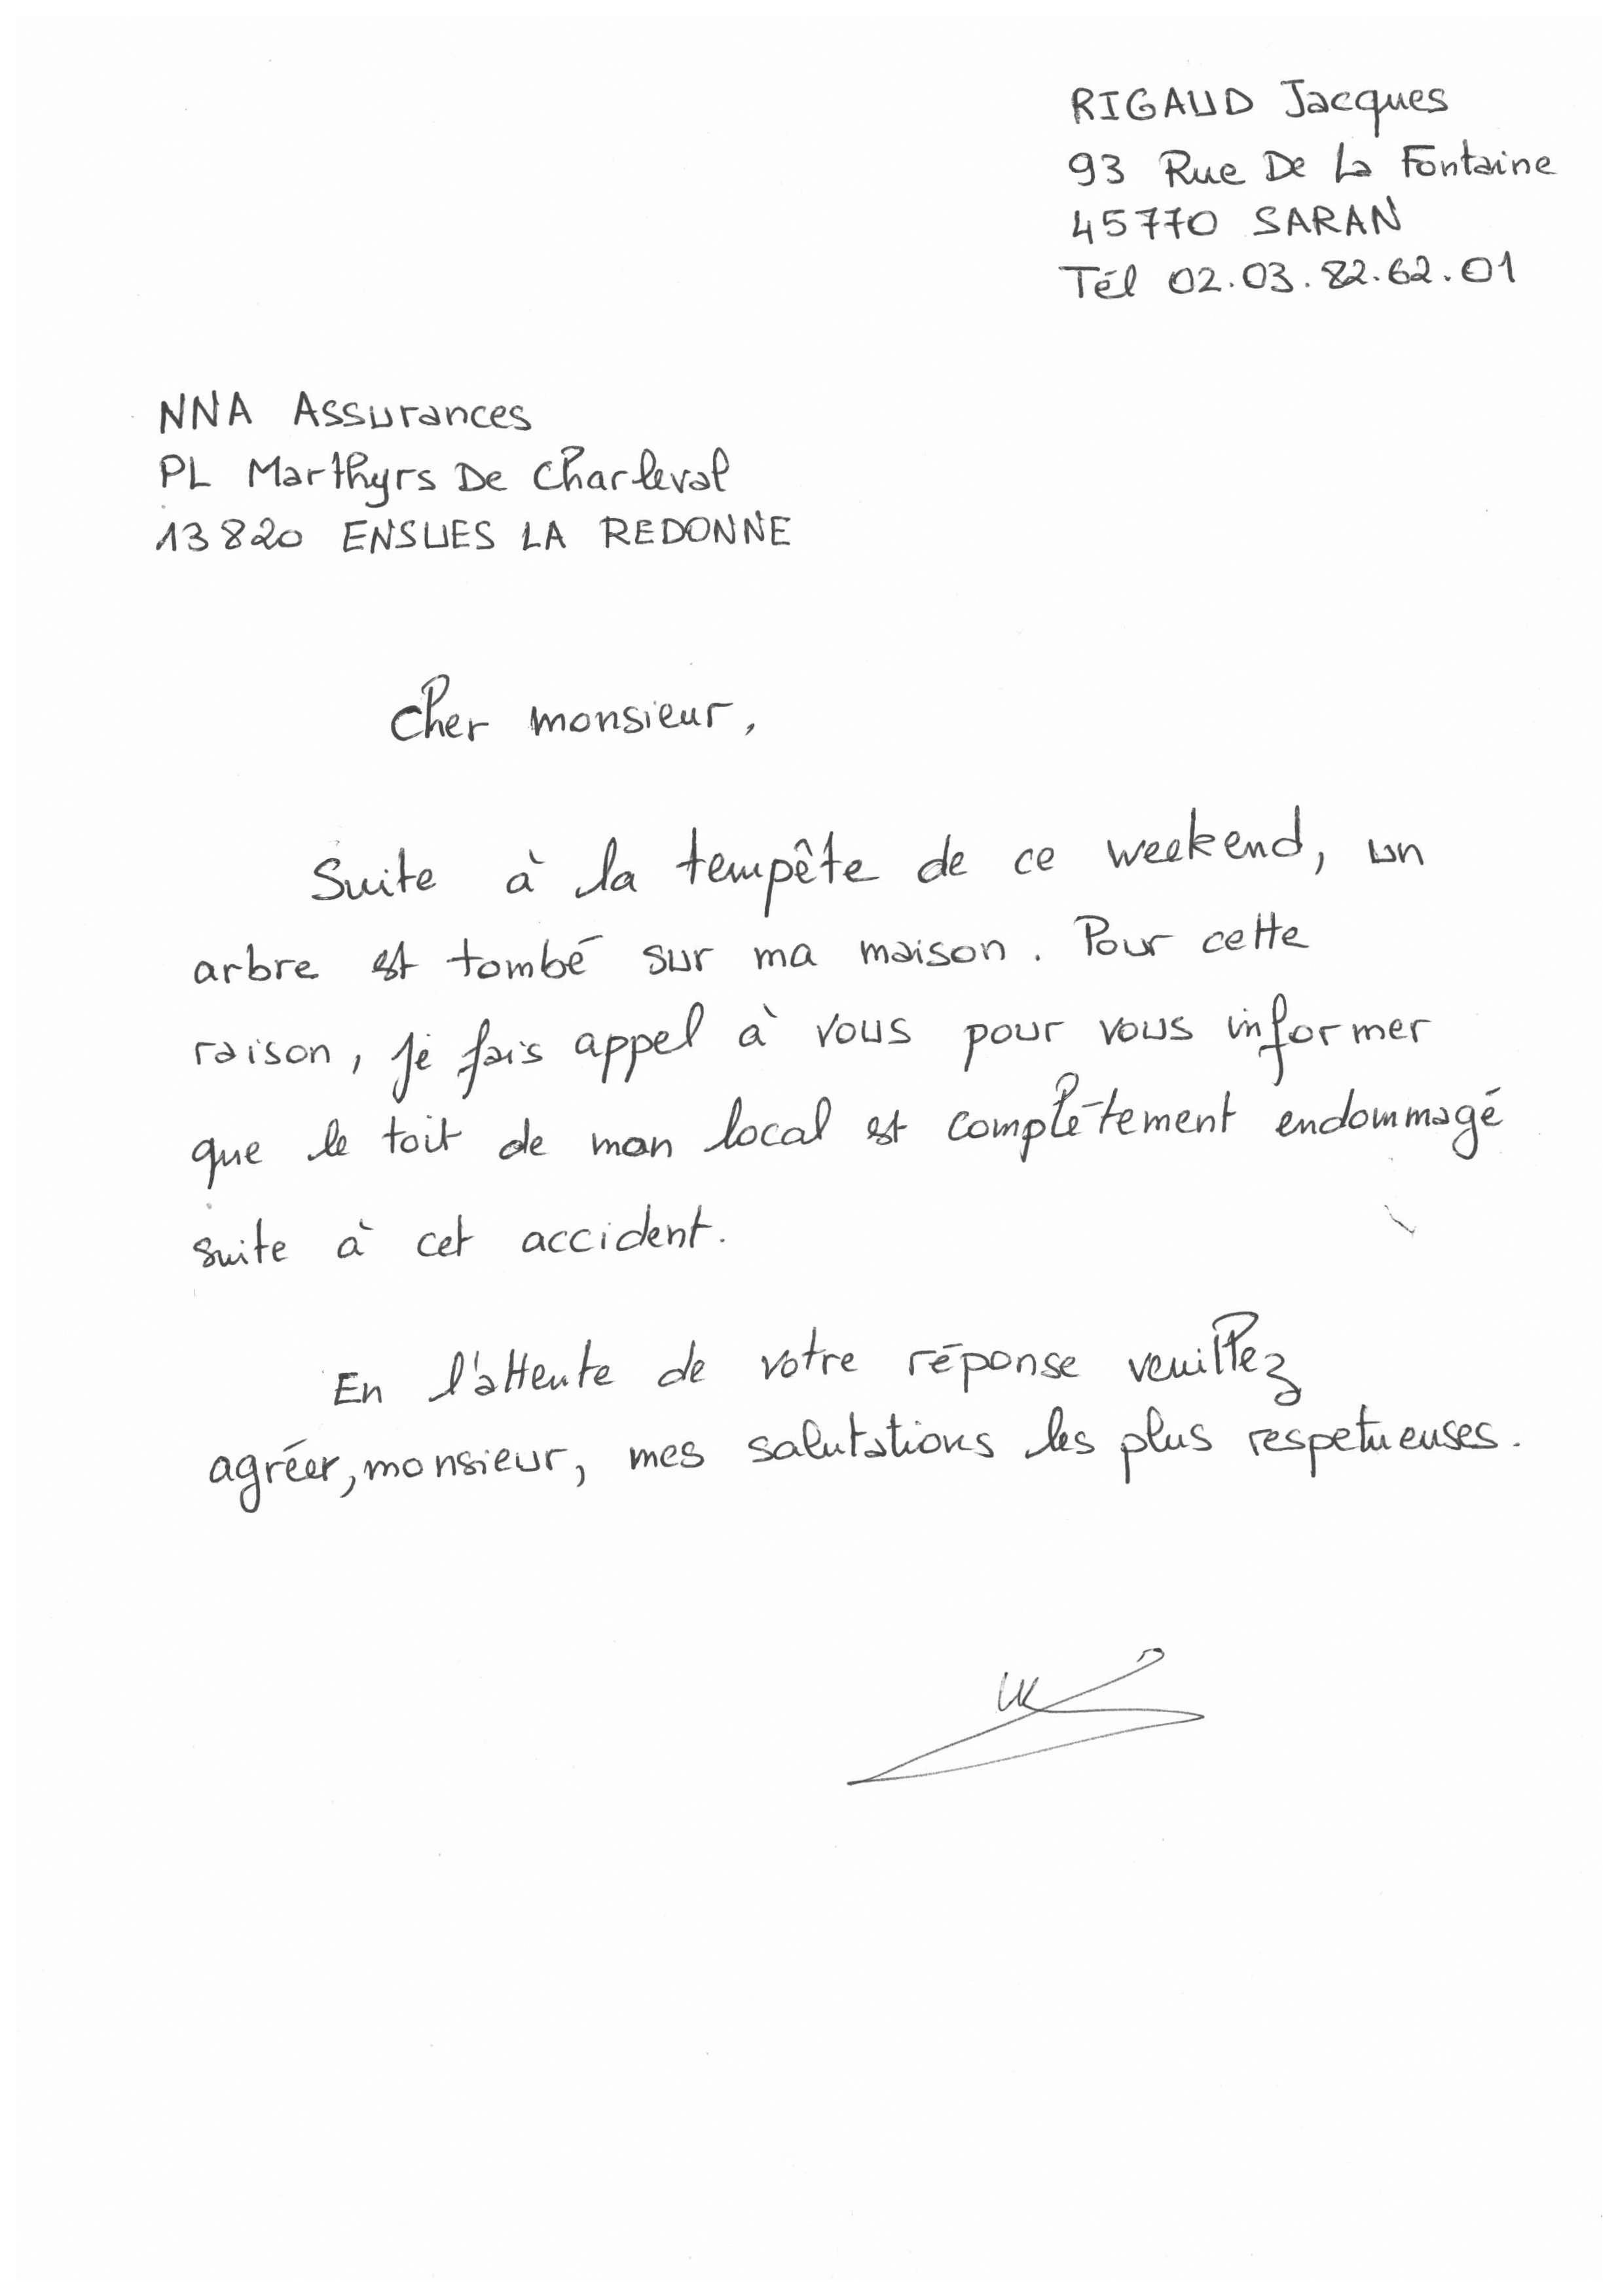 RIGAUD Jacques
93 Rue De La Fontaine
45770 SARAN
Tél 02.03.82.62.01
NNA Assurances
PL Marthyrs De Charleval
13820 ENSUES LA REDONNE
Cher monsieur,
Suite à la tempête de ce weekend, un
arbre est tombé sur ma maison. Pour cette
raison, je fais appel à vous pour vous informer
que le toit de mon local est complètement endommagé
suite à cet accident.
En l'attente de votre réponse veuillez
agréer, monsieur, mes salutations les plus respetueuses.